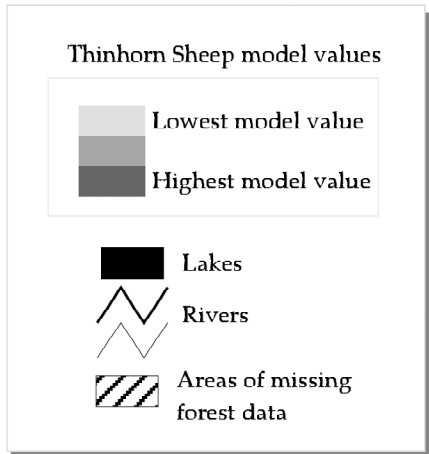 Thinhorn Sheep model values
Lowest model value
Highest model value
Lakes
Rivers
Areas of missing
forest data